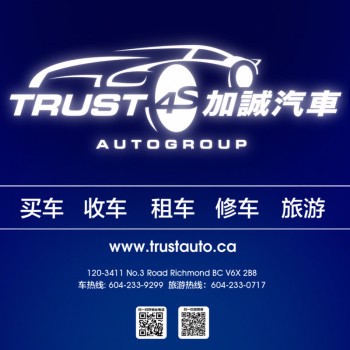 TRUST 4S 加誠汽車
AUTOGROUP
买车 收车 租车 修车 旅游
www.trustauto.ca
120-3411 No.3 Road Richmond BC V6X 2B8
车热线: 604-233-9299 旅游热线: 604-233-0717